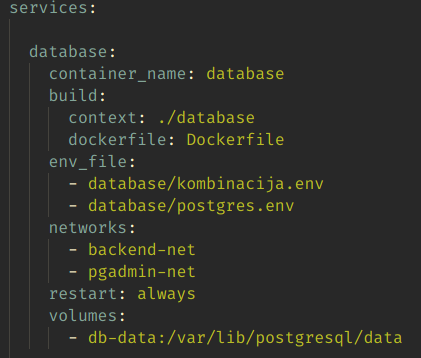 services:
database:
container_name: database
build:
context: ./database
dockerfile: Dockerfile
env_file:
- database/kombinacija.env
- database/postgres.env
networks:
- backend-net
- pgadmin-net
restart: always
volumes:
- db-data:/var/lib/postgresql/data